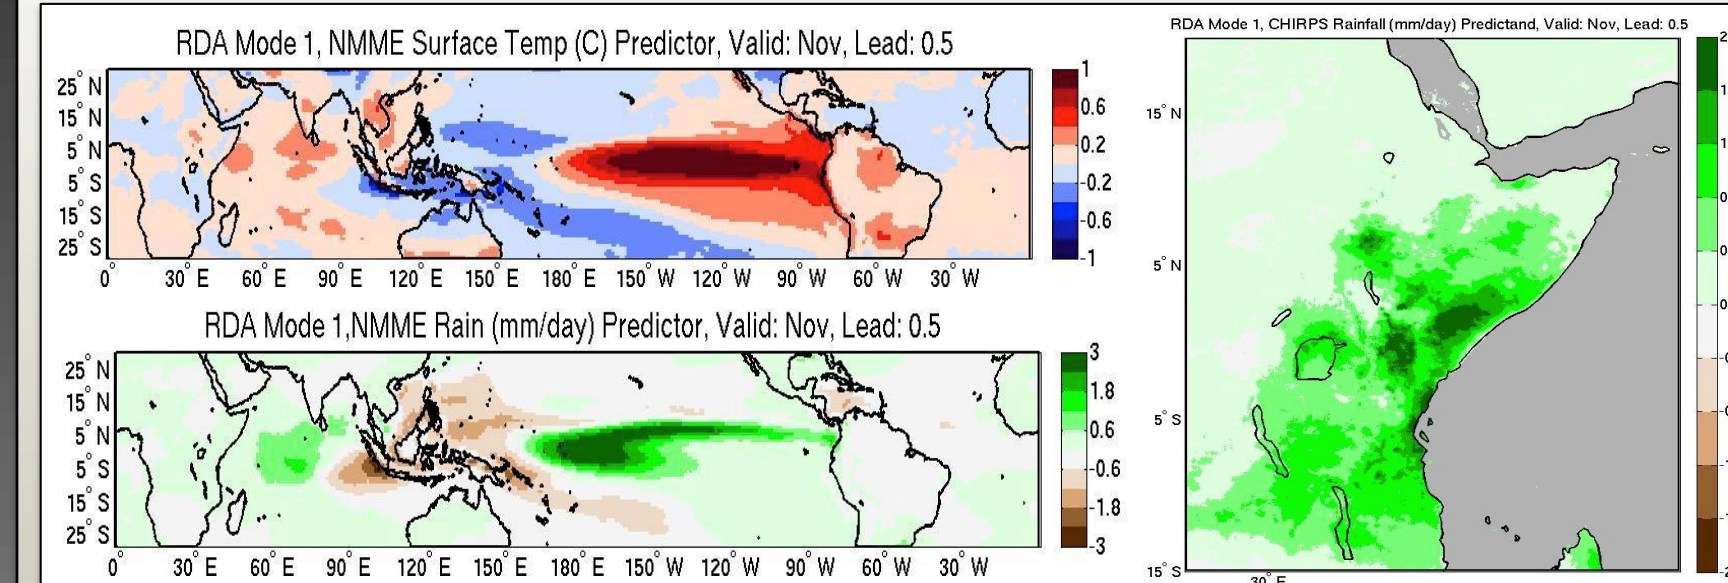 RDA Mode 1, NMME Surface Temp (C) Predictor, Valid: Nov, Lead: 0.5
25° N
15° N
5° N
5° S
15° S
25° S
0° 30° E 60° E 90° E 120° E 150° E 180° E 150° W 120° W 90° W 60° W 30° W
1
0.6
0.2
-0.2
-0.6
-1
RDA Mode 1,NMME Rain (mm/day) Predictor, Valid: Nov, Lead: 0.5
25° N
15° N
5° N
5° S
15° S
25° S
0° 30° E 60° E 90° E 120° E 150° E 180° E 150° W 120° W 90° W 60° W 30° W
3
1.8
0.6
-0.6
-1.8
-3
RDA Mode 1, CHIRPS Rainfall (mm/day) Predictand, Valid: Nov, Lead: 0.5
15° N
5° N
5° S
15° S
30° E